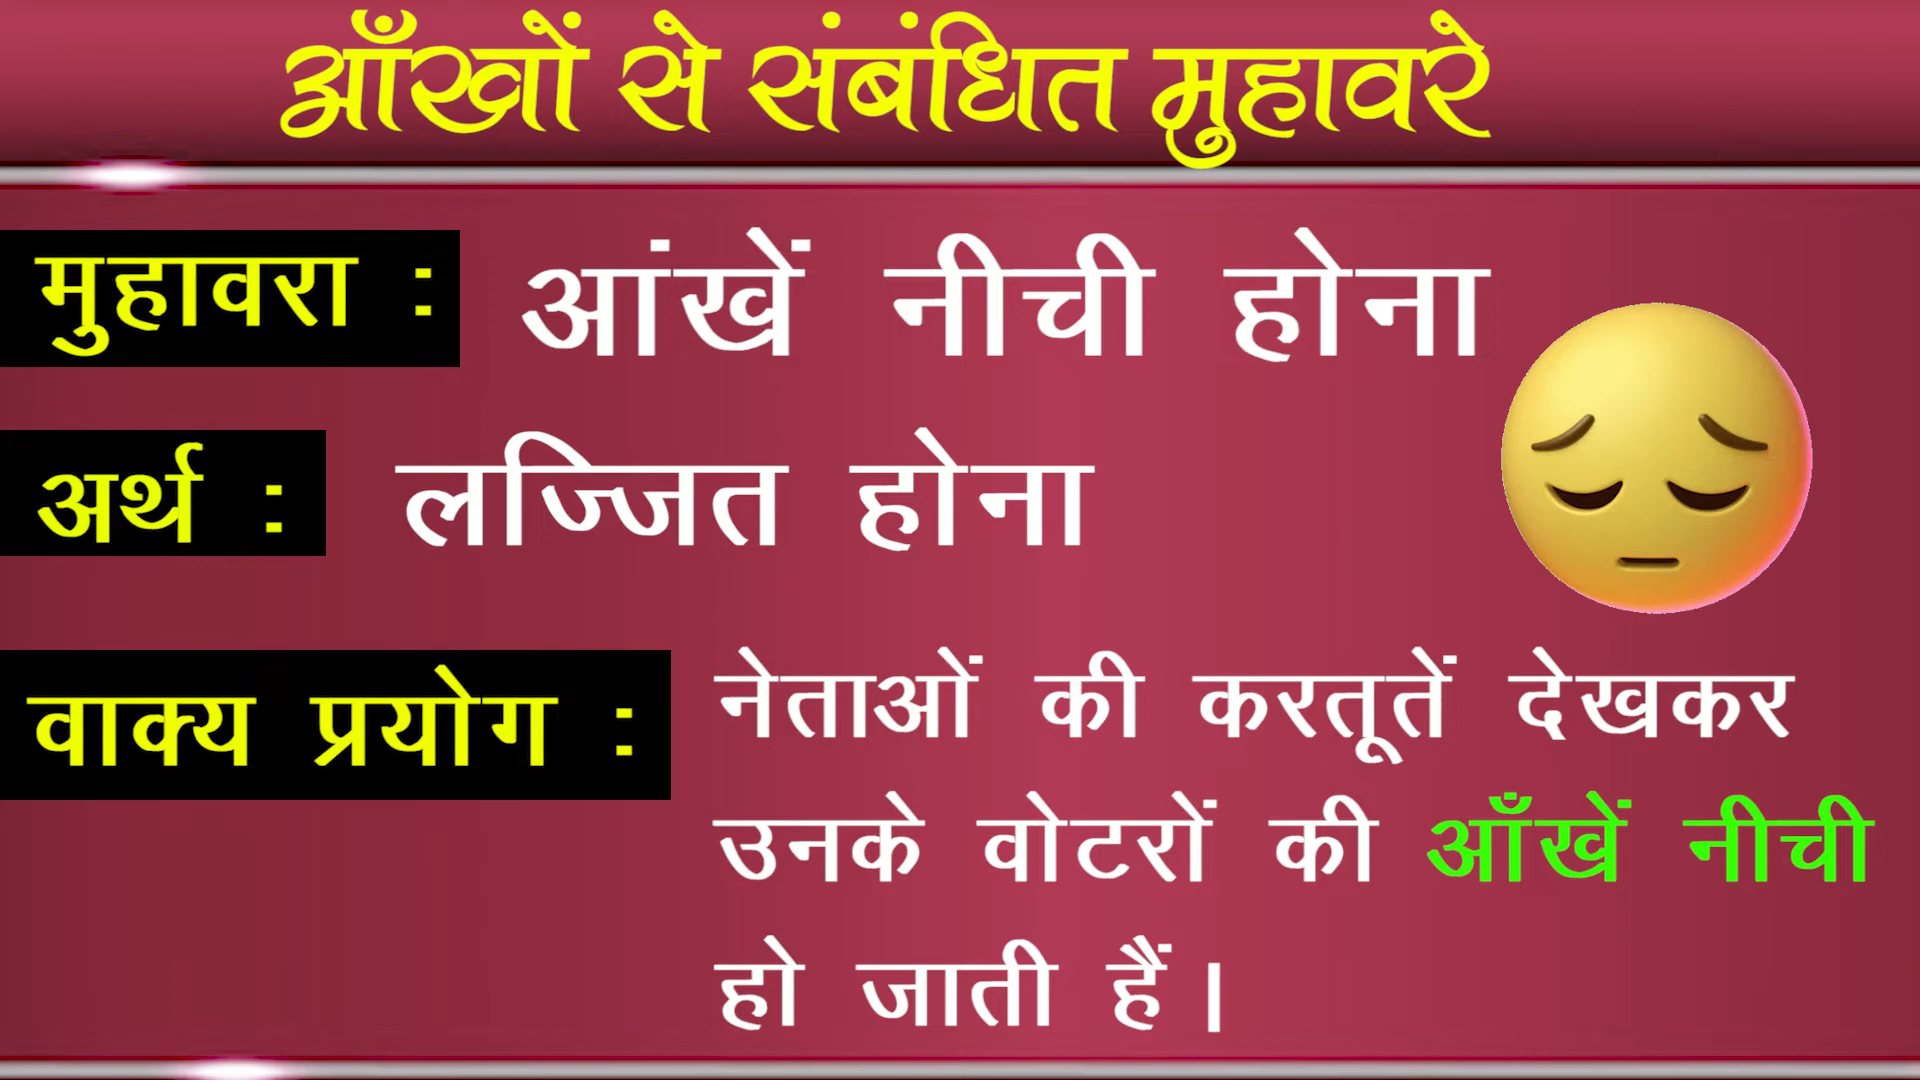 आँखों से संबंधित मुहावरे
मुहावरा : आंखें नीची होना
अर्थ : लज्जित होना
वाक्य प्रयोग : नेताओं की करतूतें देखकर
उनके वोटरों की आँखें नीची
हो जाती हैं।